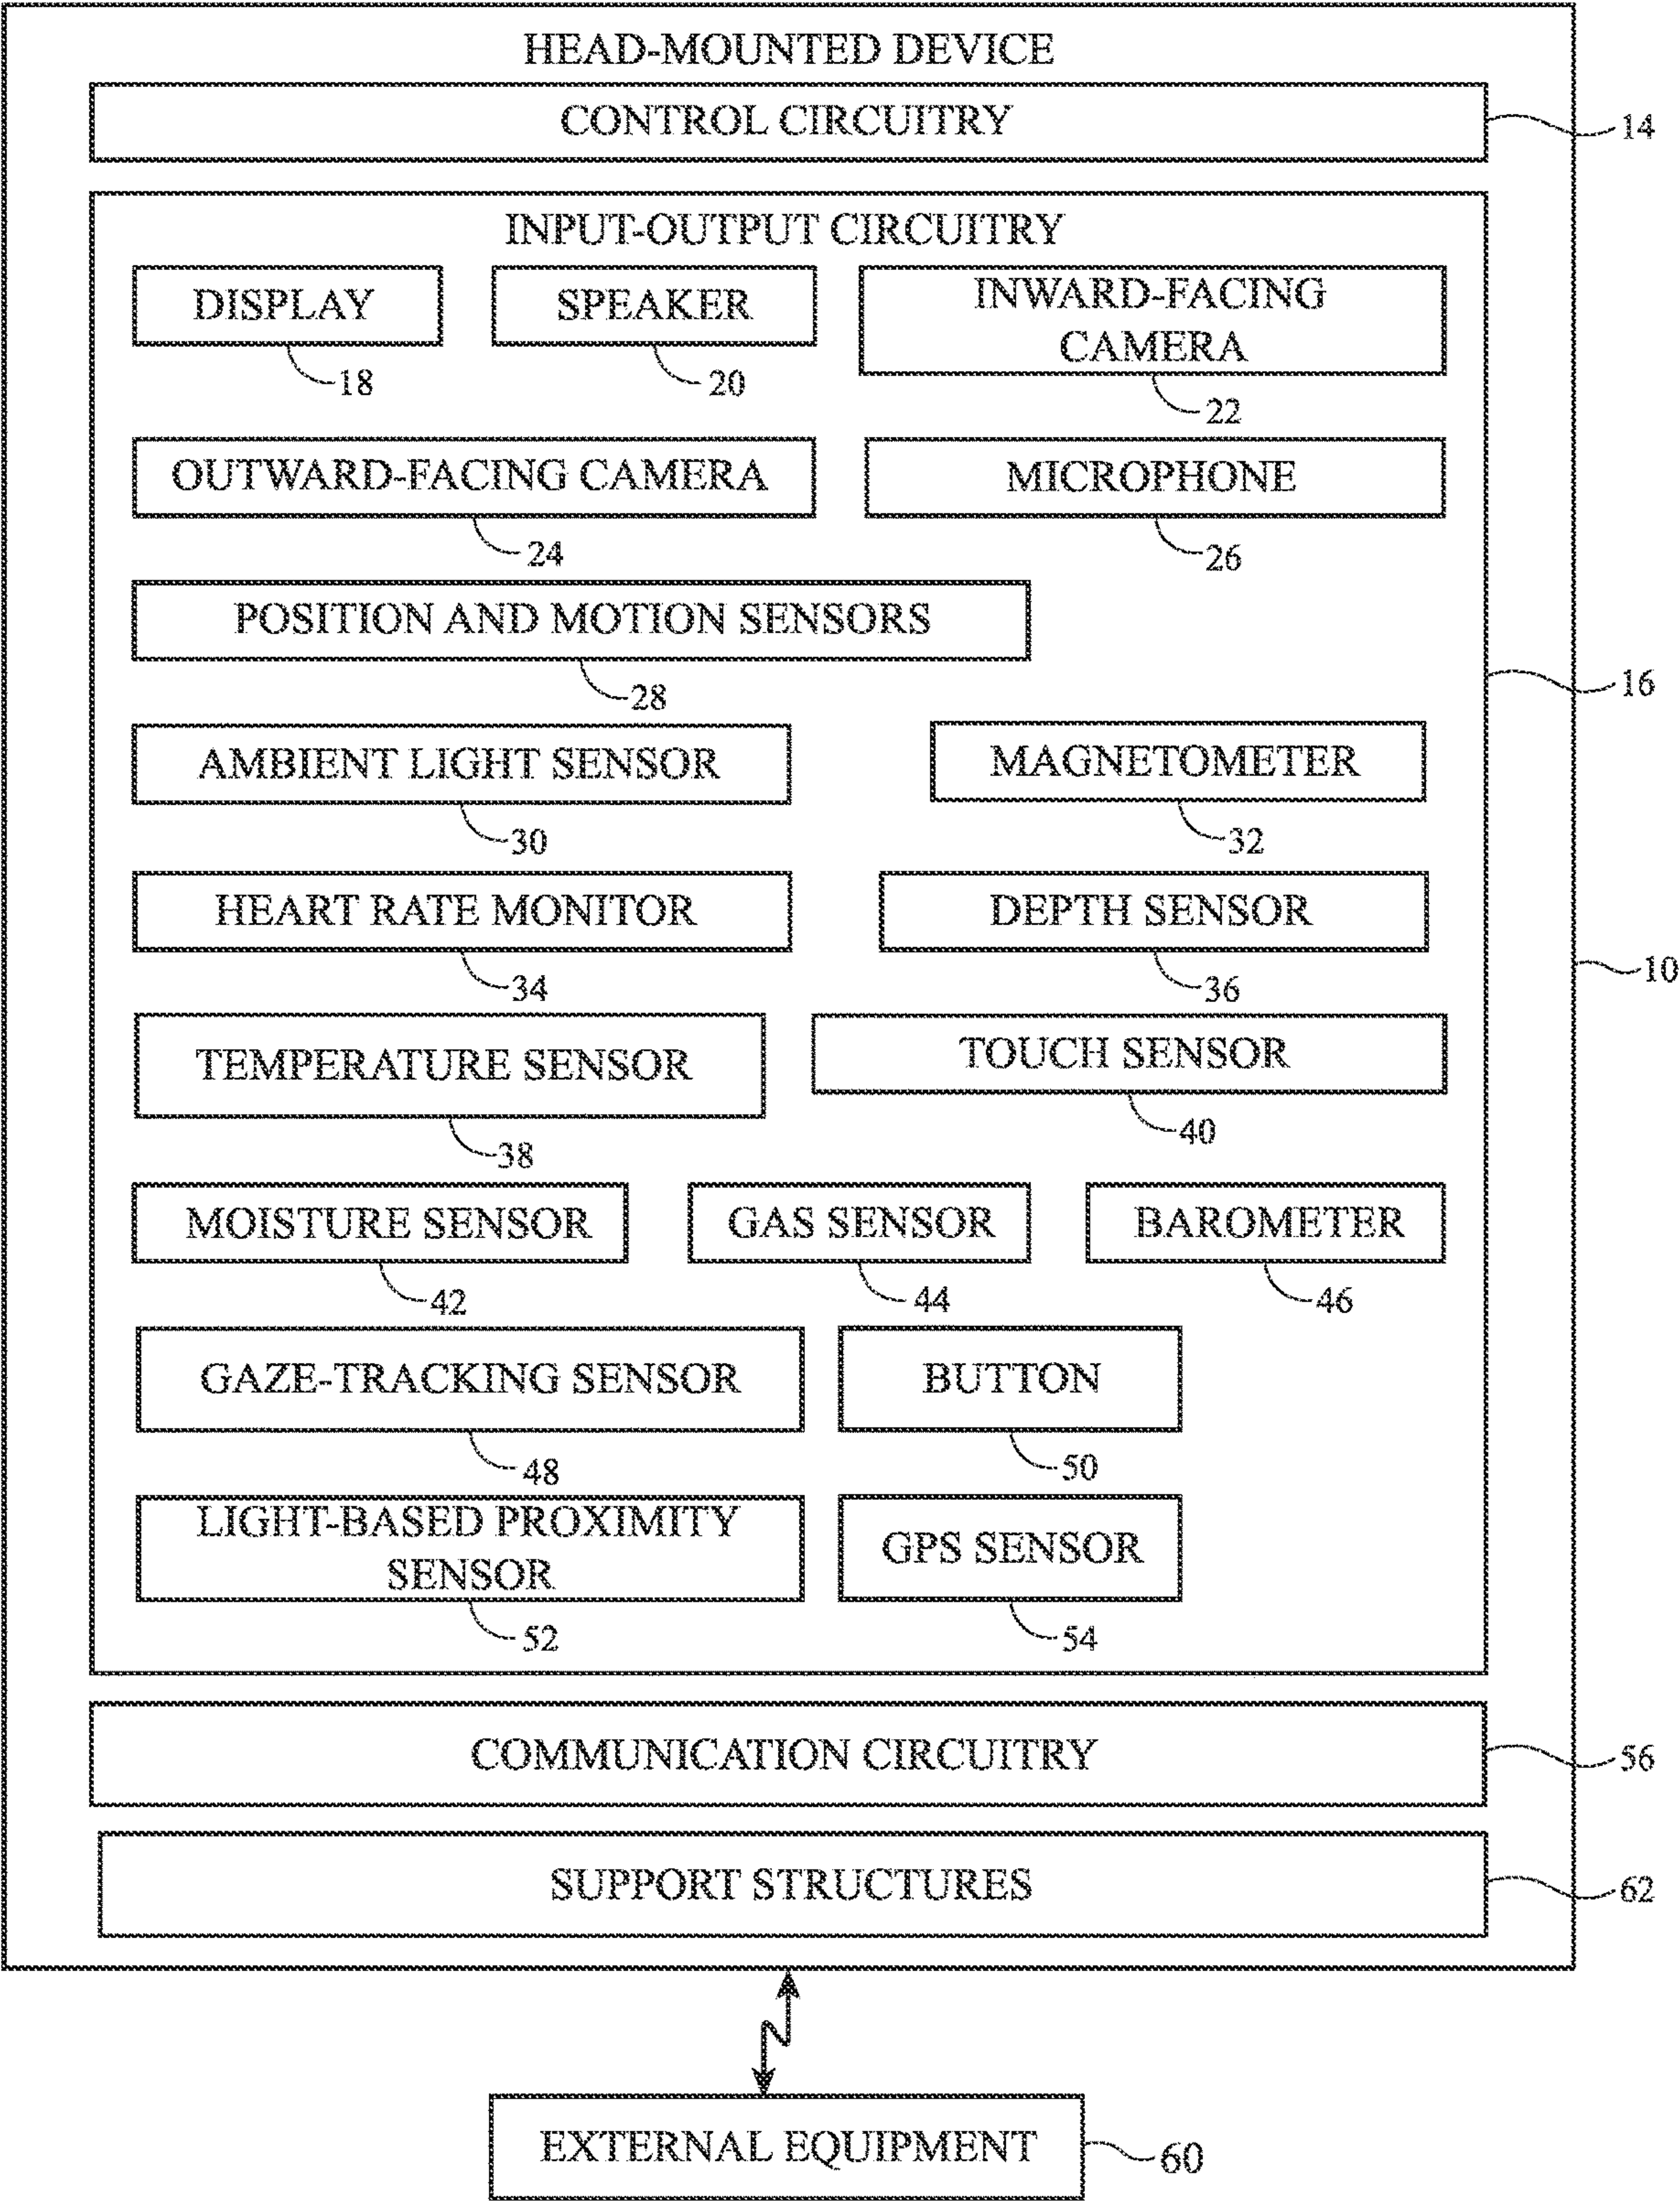 HEAD-MOUNTED DEVICE
CONTROL CIRCUITRY
14
INPUT-OUTPUT CIRCUITRY
DISPLAY
18
SPEAKER
20
INWARD-FACING
CAMERA
22
OUTWARD-FACING CAMERA
24
MICROPHONE
26
POSITION AND MOTION SENSORS
28
16
AMBIENT LIGHT SENSOR
30
MAGNETOMETER
32
HEART RATE MONITOR
34
DEPTH SENSOR
36
10
TEMPERATURE SENSOR
38
TOUCH SENSOR
40
MOISTURE SENSOR
42
GAS SENSOR
44
BAROMETER
46
GAZE-TRACKING SENSOR
48
BUTTON
50
LIGHT-BASED PROXIMITY
SENSOR
52
GPS SENSOR
54
COMMUNICATION CIRCUITRY
56
SUPPORT STRUCTURES
62
EXTERNAL EQUIPMENT
60